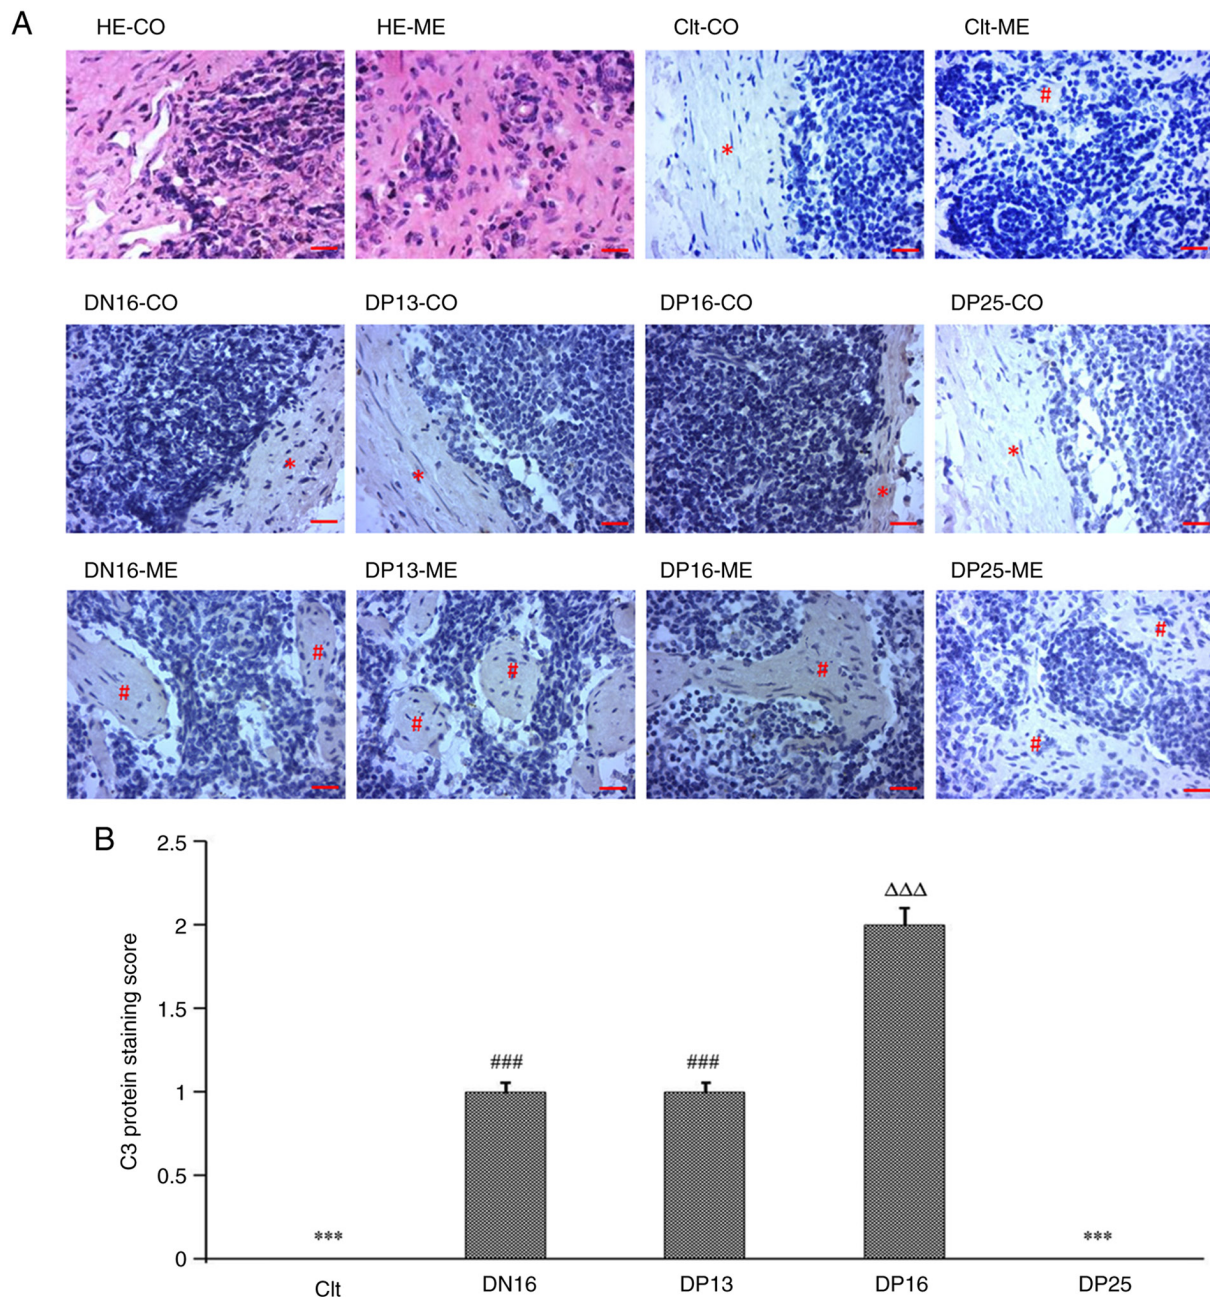 A
HE-CO HE-ME Clt-CO Clt-ME
* #
DN16-CO DP13-CO DP16-CO DP25-CO
* * * *
DN16-ME DP13-ME DP16-ME DP25-ME
# # # # # # #
B
C3 protein staining score
2.5
2
1.5
1
0.5
0
*** ### ### ΔΔΔ ***
Clt DN16 DP13 DP16 DP25